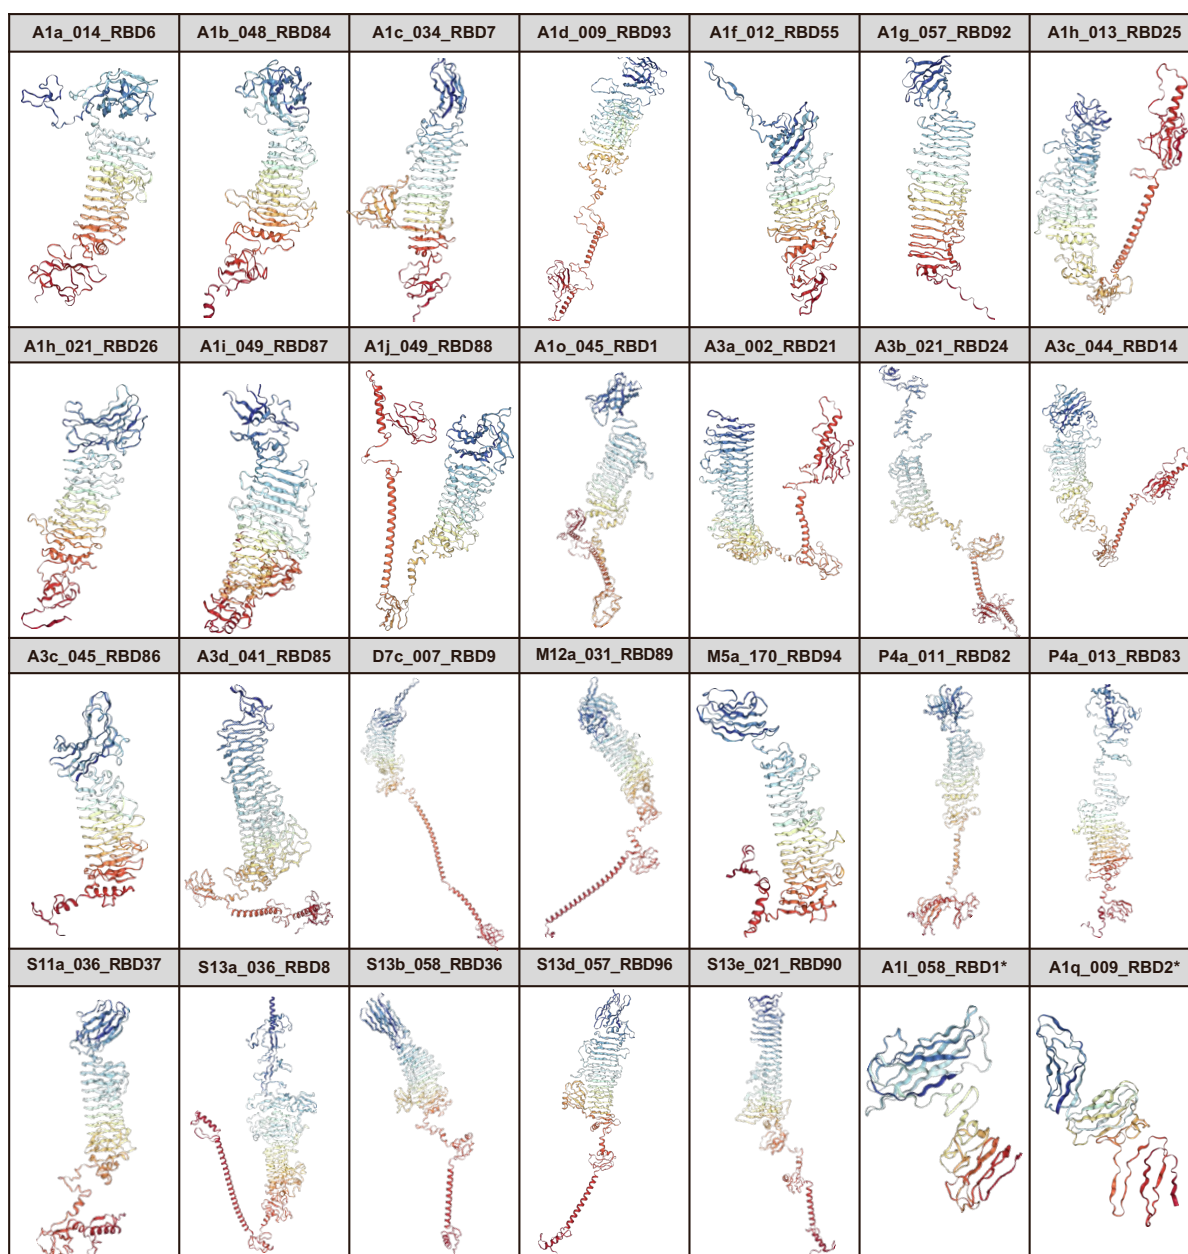 A1a_014_RBD6 A1b_048_RBD84 A1c_034_RBD7 A1d_009_RBD93 A1f_012_RBD55 A1g_057_RBD92 A1h_013_RBD25
A1h_021_RBD26 A1i_049_RBD87 A1j_049_RBD88 A1o_045_RBD1 A3a_002_RBD21 A3b_021_RBD24 A3c_044_RBD14
A3c_045_RBD86 A3d_041_RBD85 D7c_007_RBD9 M12a_031_RBD89 M5a_170_RBD94 P4a_011_RBD82 P4a_013_RBD83
S11a_036_RBD37 S13a_036_RBD8 S13b_058_RBD36 S13d_057_RBD96 S13e_021_RBD90 A1l_058_RBD1* A1q_009_RBD2*